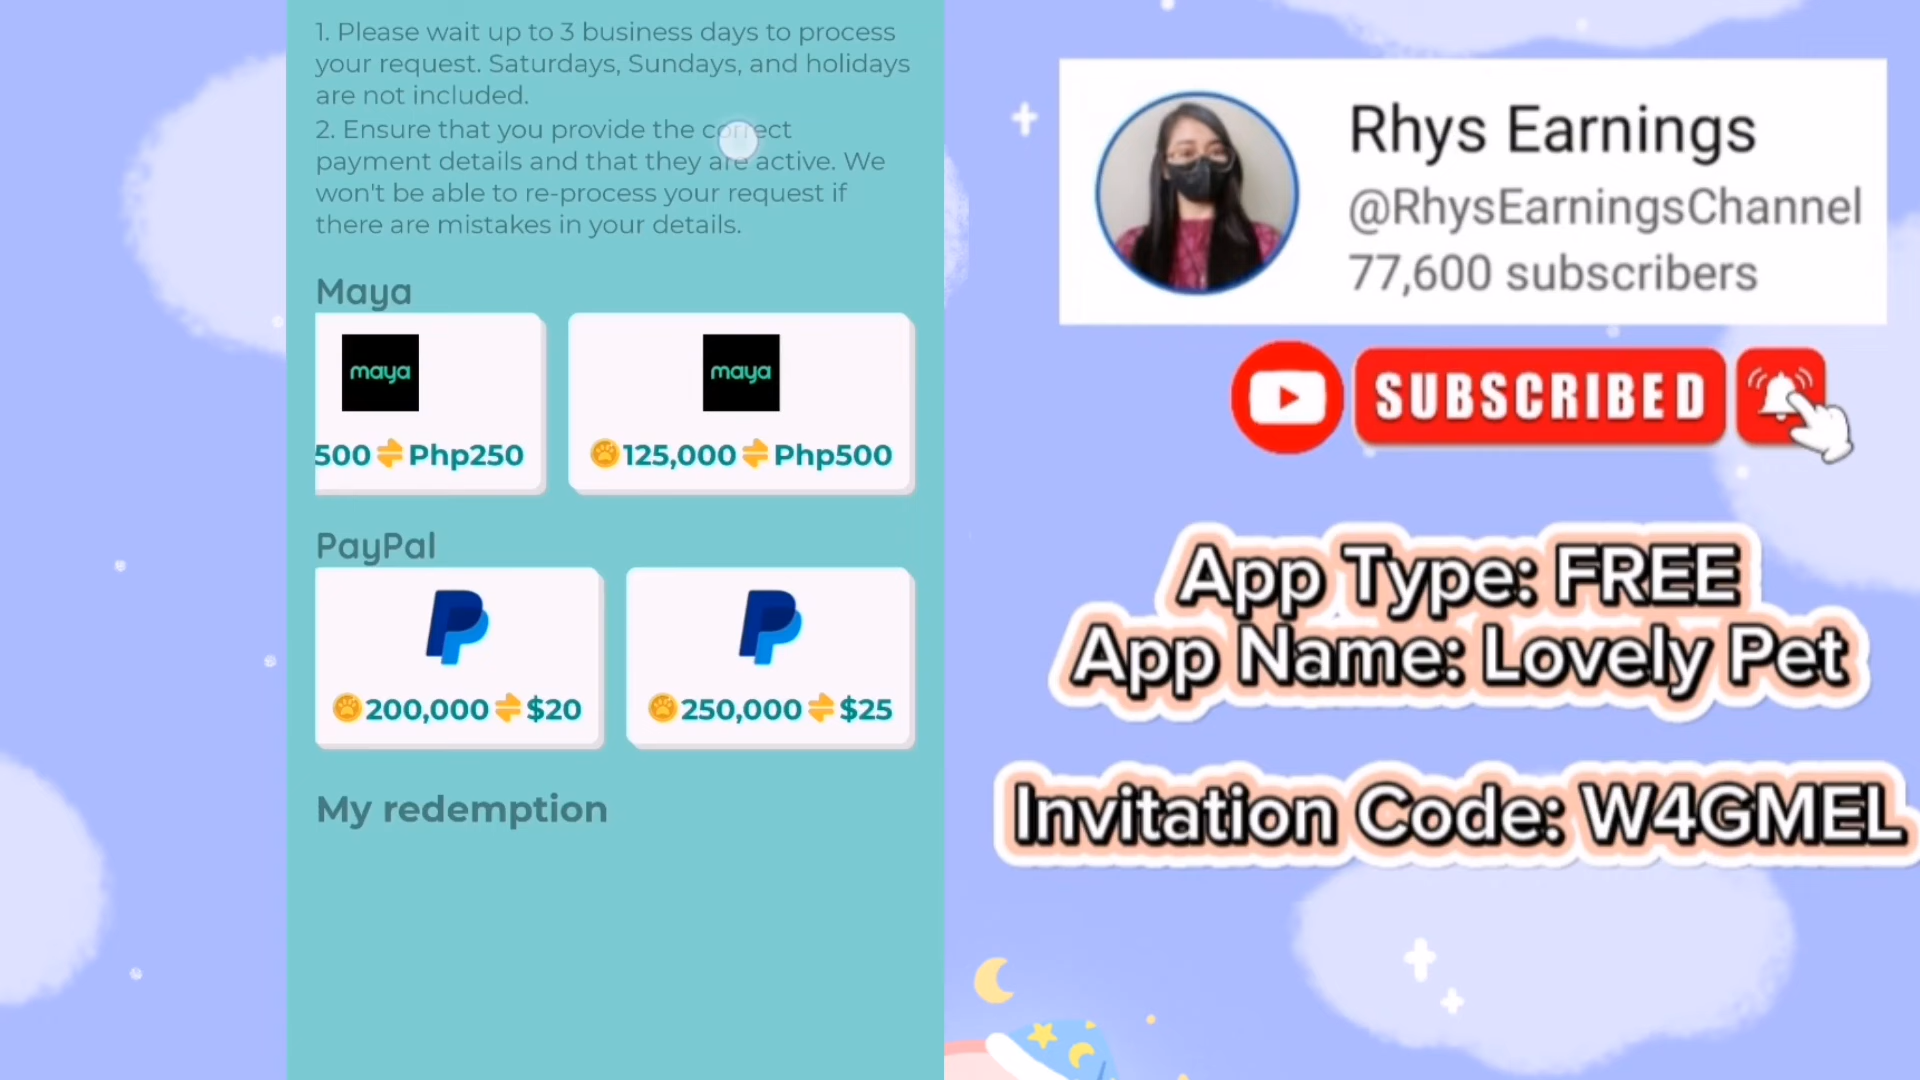 1. Please wait up to 3 business days to process
your request. Saturdays, Sundays, and holidays
are not included.
2. Ensure that you provide the correct
payment details and that they are active. We
won't be able to re-process your request if
there are mistakes in your details.
Maya
maya
maya
500 Php250
125,000 Php500
PayPal
200,000 $20
250,000 $25
My redemption
Rhys Earnings
@RhysEarningsChannel
77,600 subscribers
SUBSCRIBED
App Type: FREE
App Name: Lovely Pet
Invitation Code: W4GMEL